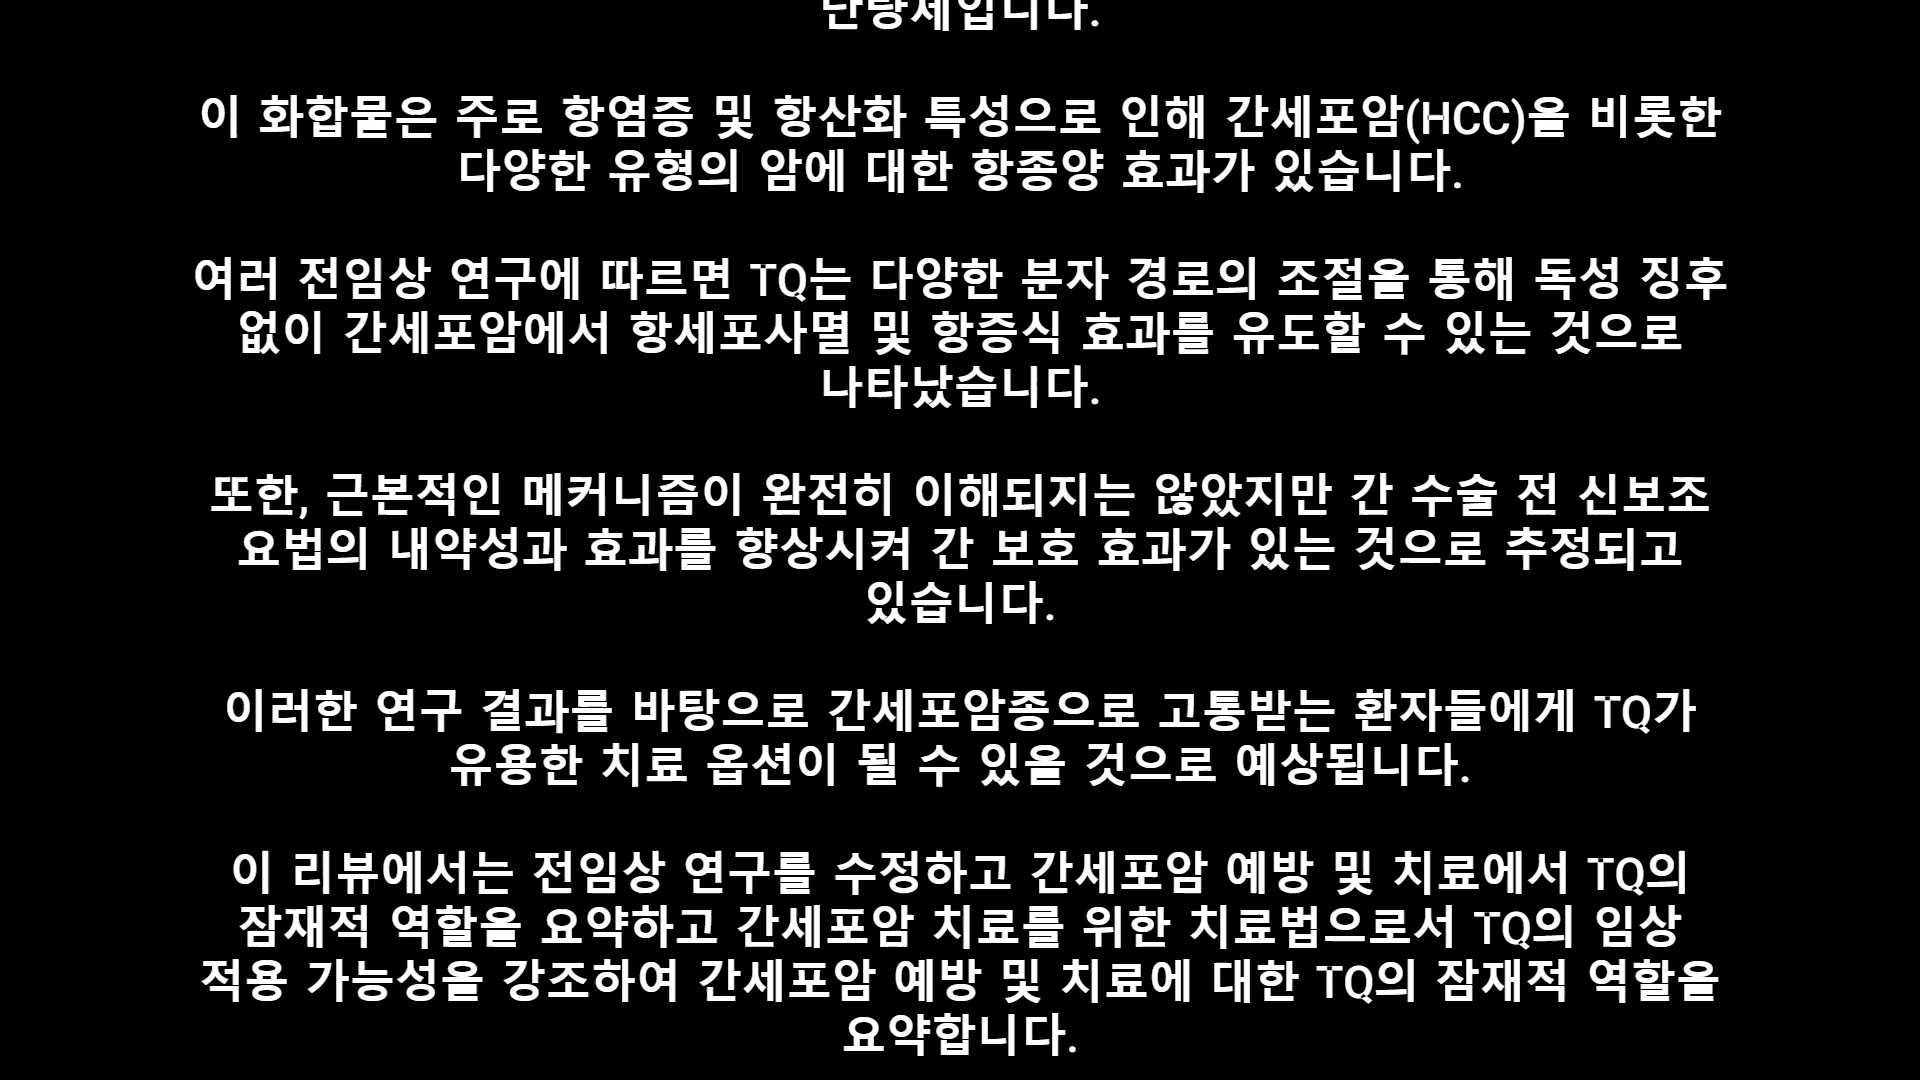 단량체입니다.
이 화합물은 주로 항염증 및 항산화 특성으로 인해 간세포암(HCC)을 비롯한
다양한 유형의 암에 대한 항종양 효과가 있습니다.
여러 전임상 연구에 따르면 TQ는 다양한 분자 경로의 조절을 통해 독성 징후
없이 간세포암에서 항세포사멸 및 항증식 효과를 유도할 수 있는 것으로
나타났습니다.
또한, 근본적인 메커니즘이 완전히 이해되지는 않았지만 간 수술 전 신보조
요법의 내약성과 효과를 향상시켜 간 보호 효과가 있는 것으로 추정되고
있습니다.
이러한 연구 결과를 바탕으로 간세포암종으로 고통받는 환자들에게 TQ가
유용한 치료 옵션이 될 수 있을 것으로 예상됩니다.
이 리뷰에서는 전임상 연구를 수정하고 간세포암 예방 및 치료에서 TQ의
잠재적 역할을 요약하고 간세포암 치료를 위한 치료법으로서 TQ의 임상
적용 가능성을 강조하여 간세포암 예방 및 치료에 대한 TQ의 잠재적 역할을
요약합니다.